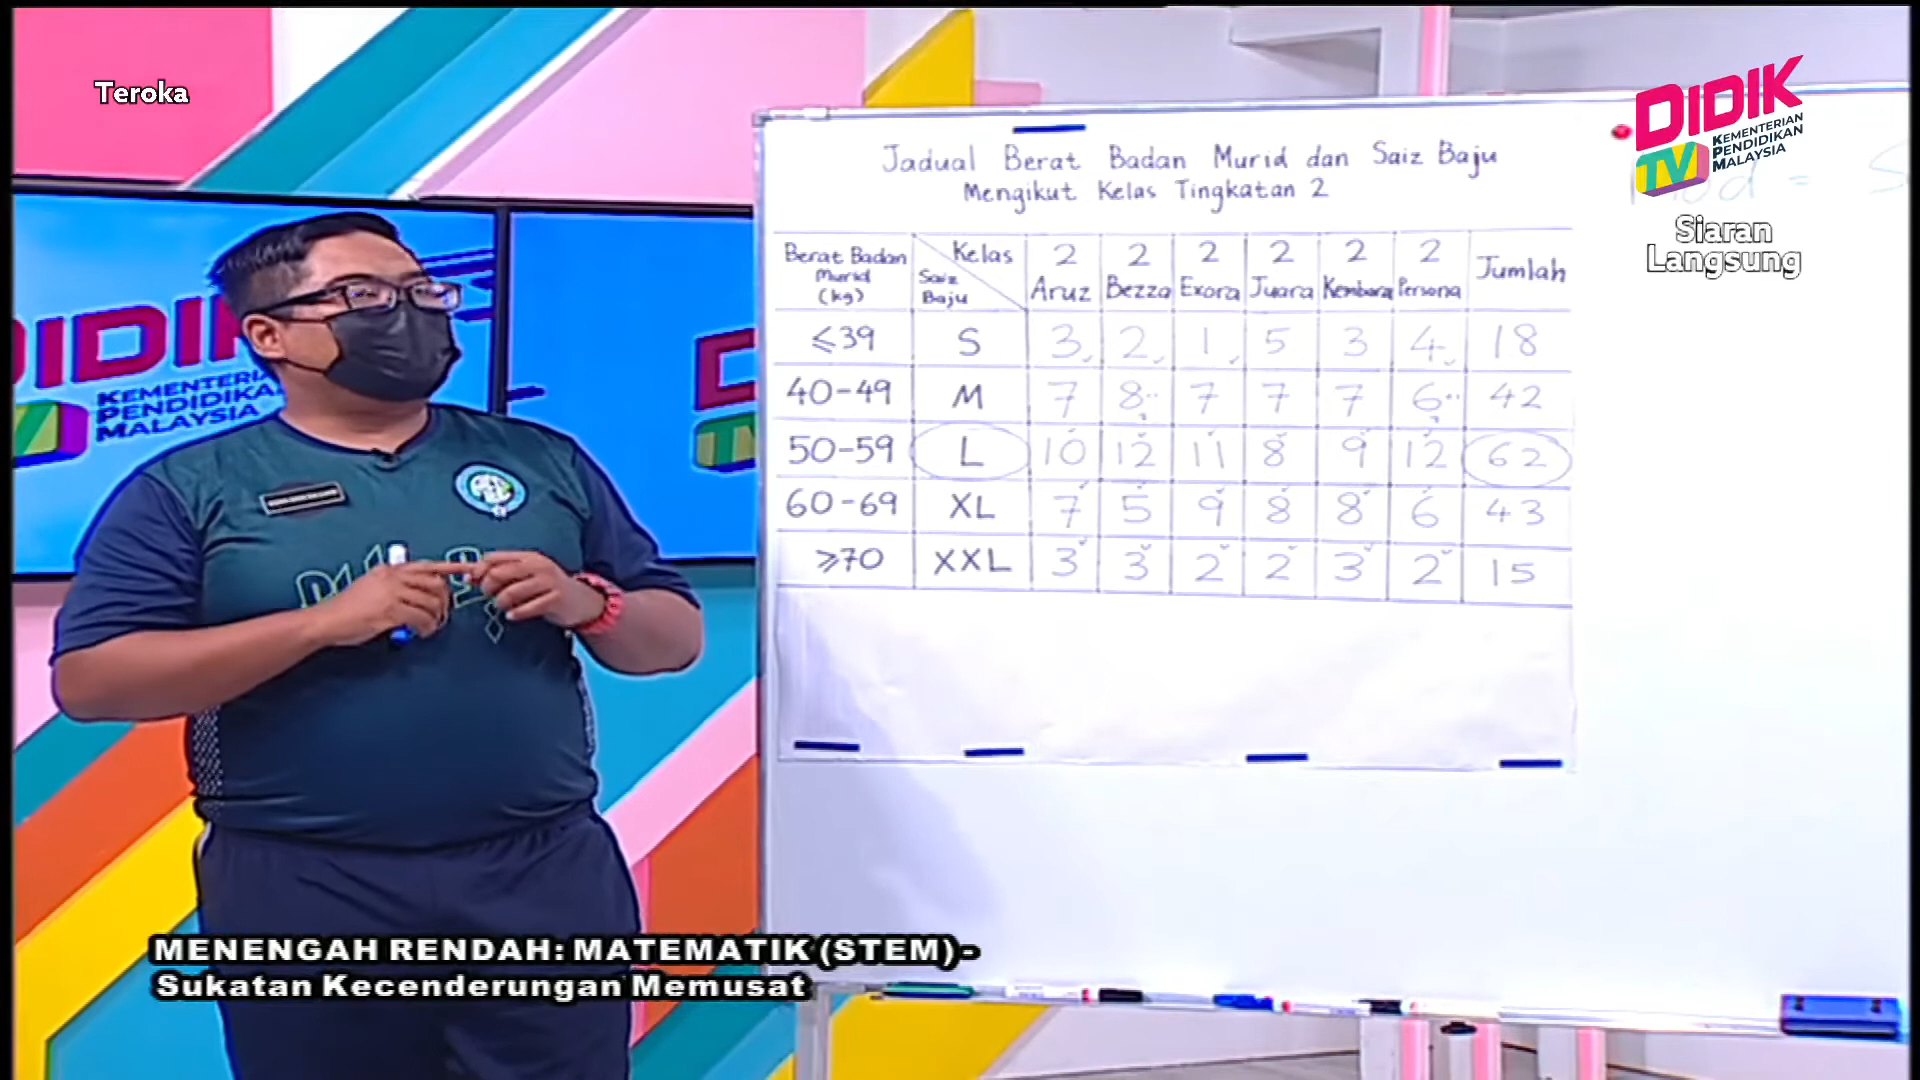 Teroka
DIDIK
TV
KEMENTERIAN
PENDIDIKAN
MALAYSIA
Siaran
Langsung
DIDIK
KEMENTERIA
PENDIDIKA
MALAYSIA
Jadual Berat Badan Murid dan Saiz Baju
Mengikut Kelas Tingkatan 2
Berat Badan Murid (kg) Saiz Baju Kelas 2 Aruz 2 Bezza 2 Exora 2 Juara 2 Kembara 2 Persona Jumlah
≤39 S 3 2 1 5 3 4 18
40-49 M 7 8 7 7 7 6 42
50-59 L 10 12 11 8 9 12 62
60-69 XL 7 5 9 8 8 6 43
≥70 XXL 3 3 2 2 3 2 15
MENENGAH RENDAH: MATEMATIK (STEM) -
Sukatan Kecenderungan Memusat